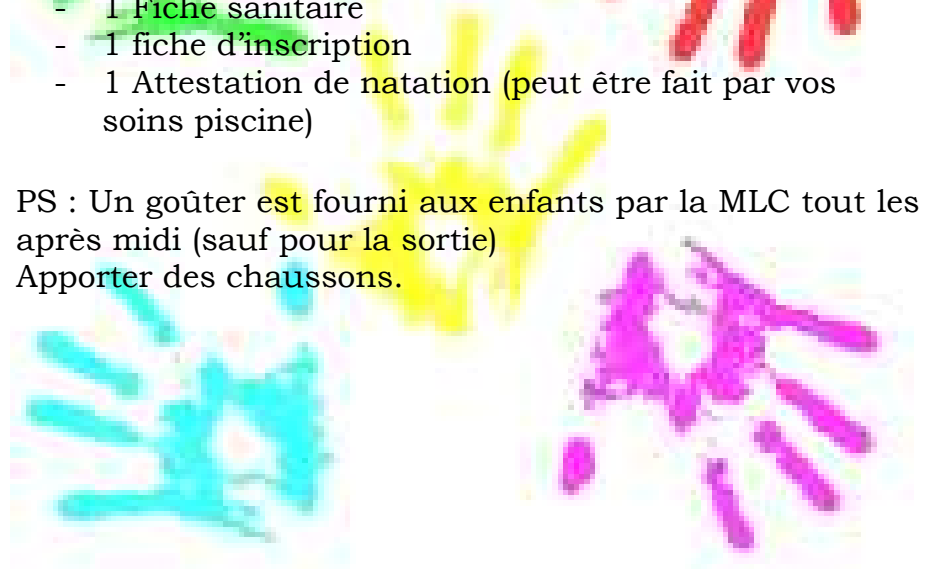 - 1 Fiche sanitaire
- 1 fiche d'inscription
- 1 Attestation de natation (peut être fait par vos
soins piscine)
PS : Un goûter est fourni aux enfants par la MLC tout les
après midi (sauf pour la sortie)
Apporter des chaussons.